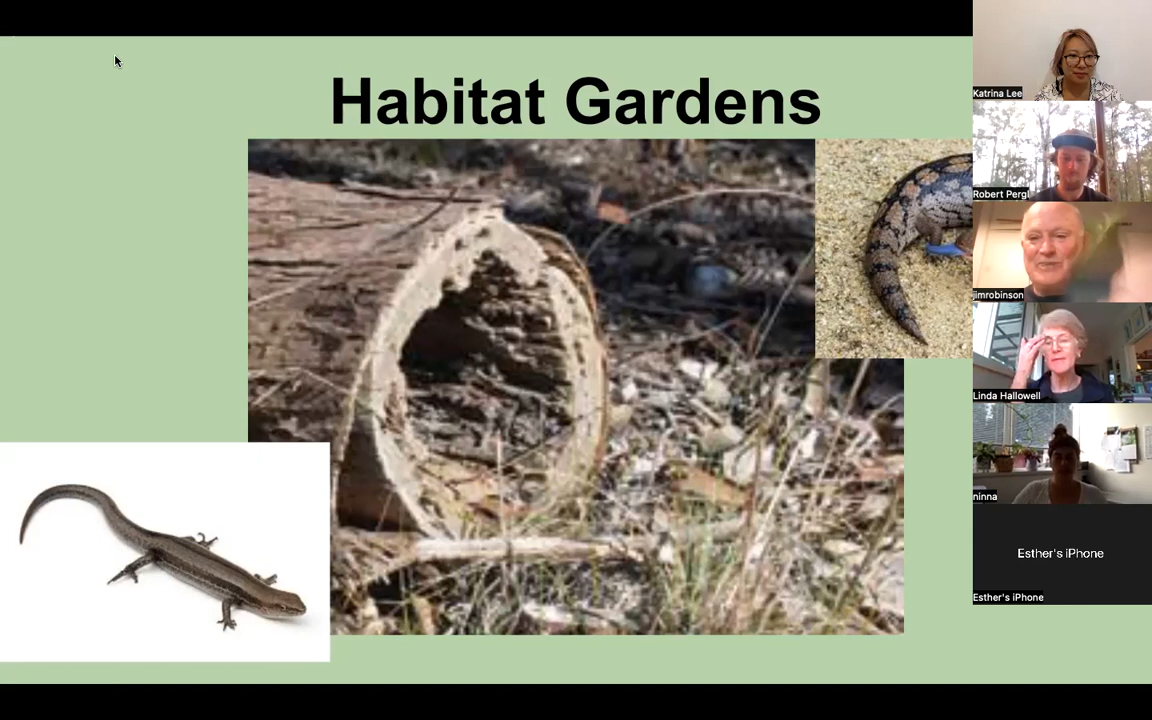 Habitat Gardens
Katrina Lee
Robert Pergl
jimrobinson
Linda Hallowell
ninna
Esther's iPhone
Esther's iPhone